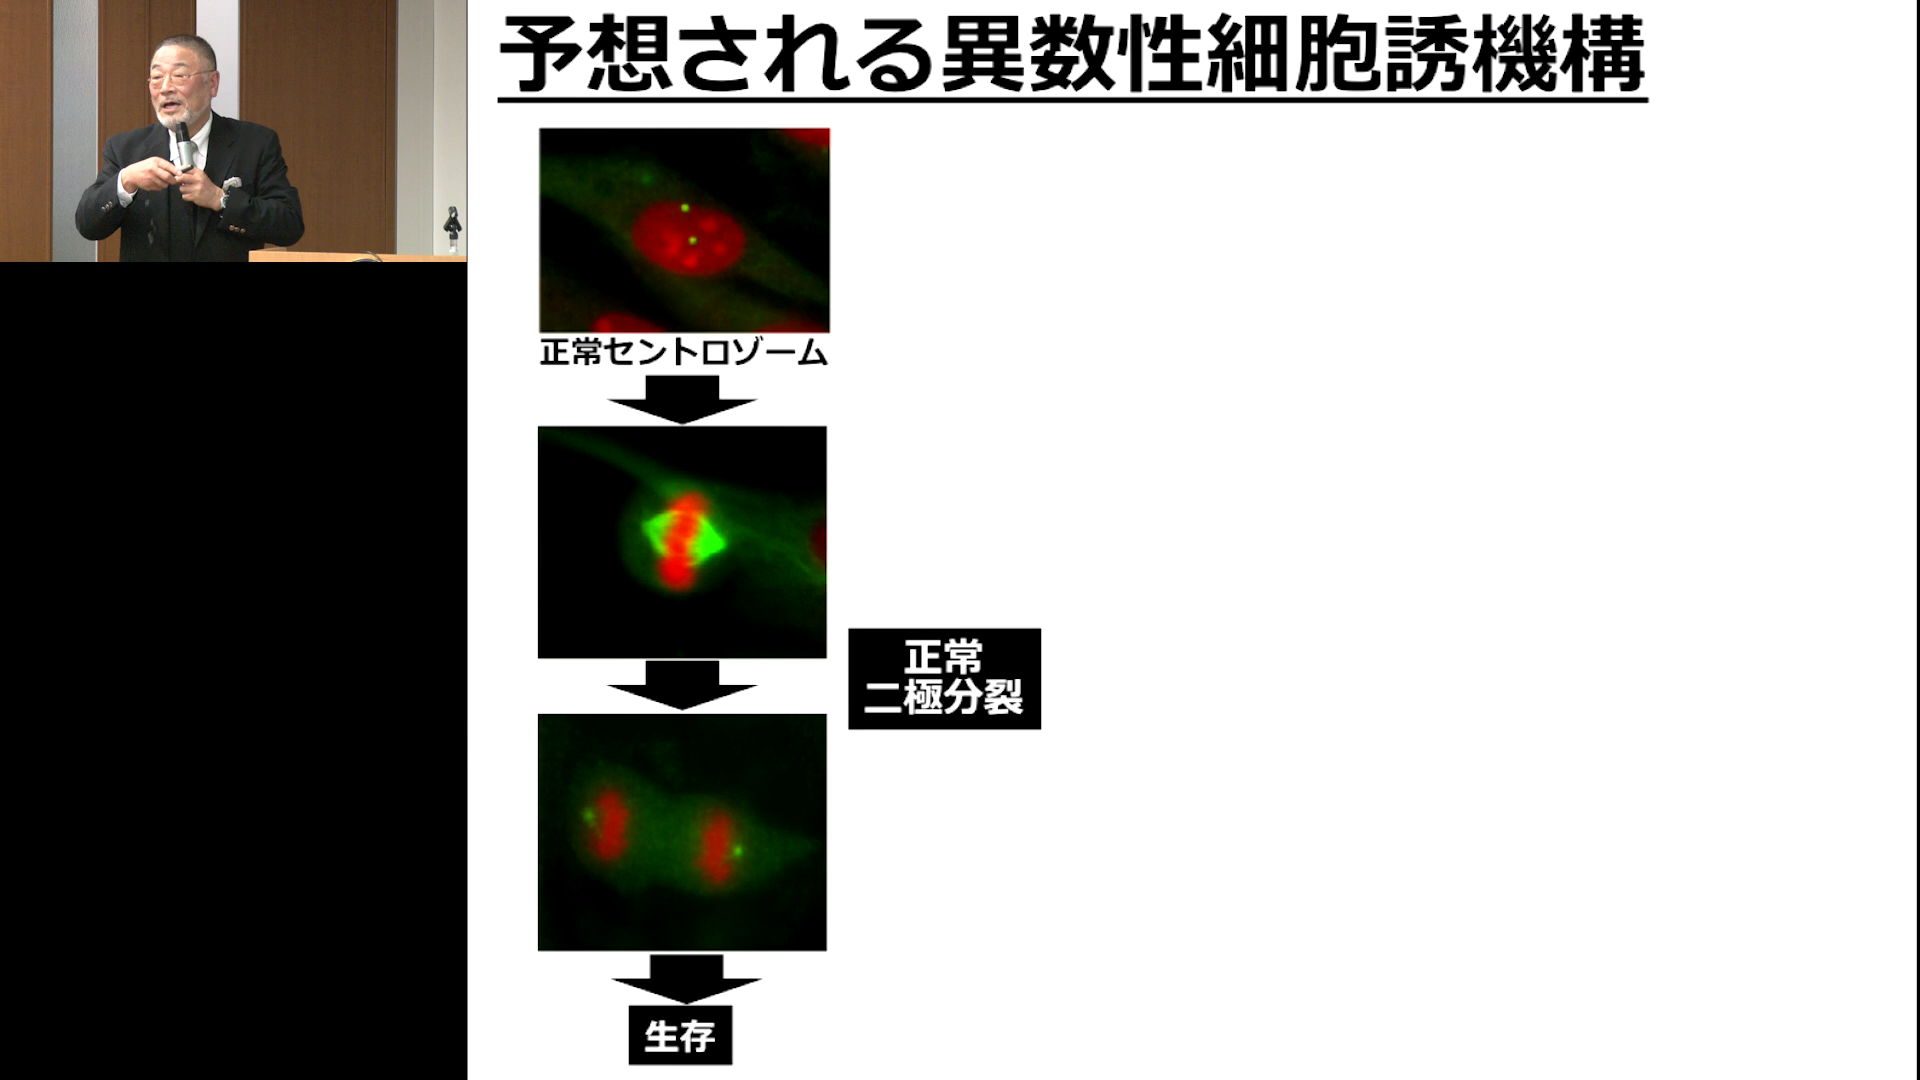 予想される異数性細胞誘機構
正常セントロゾーム
正常
二極分裂
生存